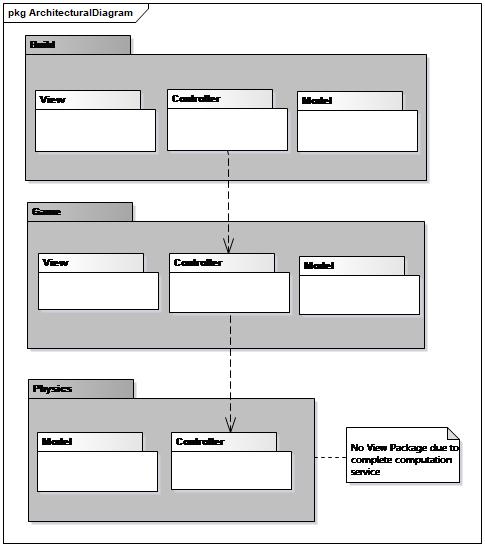 pkg ArchitecturalDiagram
Build
View
Controller
Model
Game
View
Controller
Model
Physics
Model
Controller
No View Package due to
complete computation
service